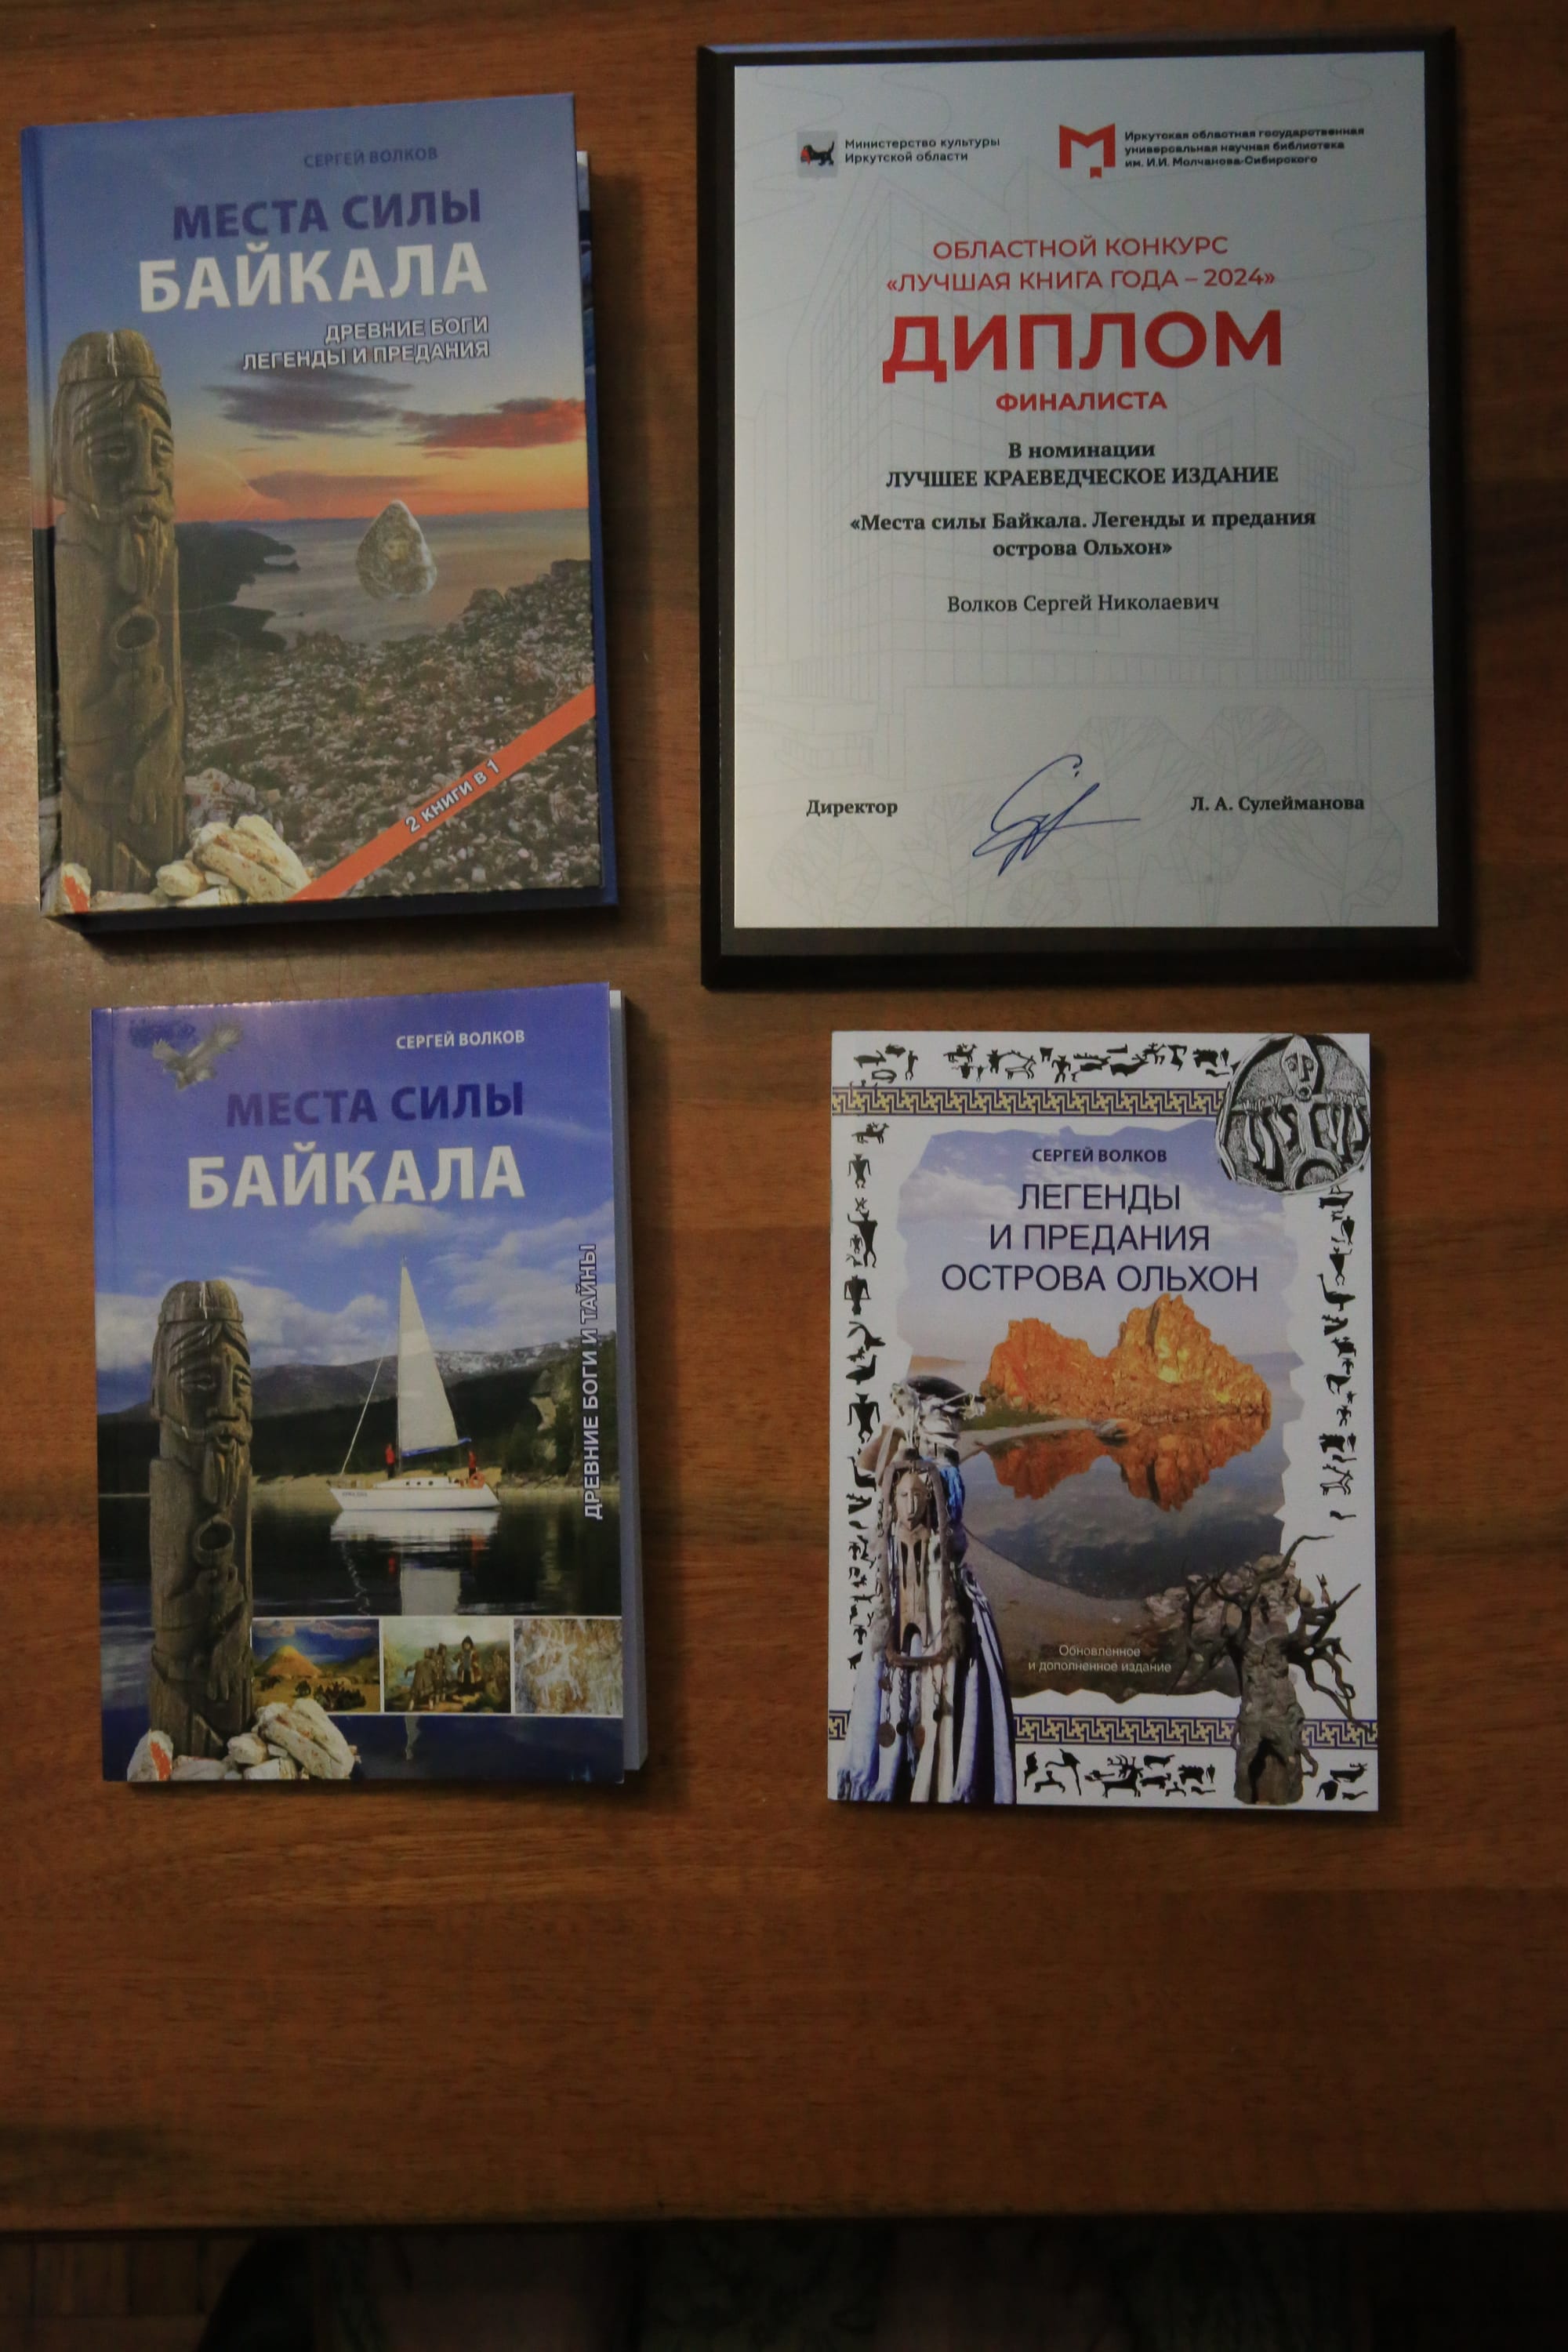 СЕРГЕЙ ВОЛКОВ
МЕСТА СИЛЫ
БАЙКАЛА
ДРЕВНИЕ БОГИ
ЛЕГЕНДЫ И ПРЕДАНИЯ
2 КНИГИ В 1
Министерство культуры
Иркутской области
Иркутская областная государственная
универсальная научная библиотека
им. И.И. Молчанова-Сибирского
ОБЛАСТНОЙ КОНКУРС
«ЛУЧШАЯ КНИГА ГОДА – 2024»
ДИПЛОМ
ФИНАЛИСТА
В номинации
ЛУЧШЕЕ КРАЕВЕДЧЕСКОЕ ИЗДАНИЕ
«Места силы Байкала. Легенды и предания
острова Ольхон»
Волков Сергей Николаевич
Директор
Л. А. Сулейманова
СЕРГЕЙ ВОЛКОВ
МЕСТА СИЛЫ
БАЙКАЛА
ДРЕВНИЕ БОГИ И ТАЙНЫ
СЕРГЕЙ ВОЛКОВ
ЛЕГЕНДЫ
И ПРЕДАНИЯ
ОСТРОВА ОЛЬХОН
Обновлённое
и дополненное издание